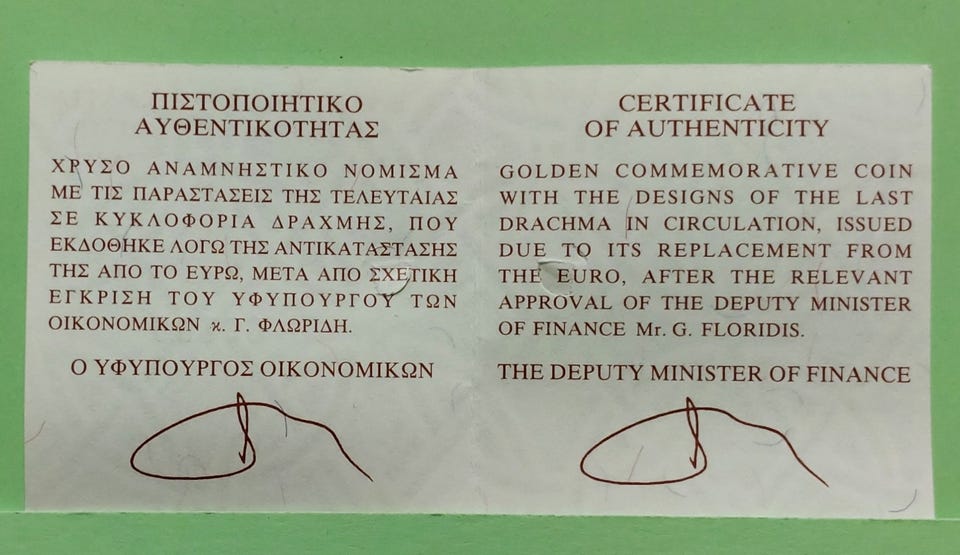 ΠΙΣΤΟΠΟΙΗΤΙΚΟ
ΑΥΘΕΝΤΙΚΟΤΗΤΑΣ
ΧΡΥΣΟ ΑΝΑΜΝΗΣΤΙΚΟ ΝΟΜΙΣΜΑ
ΜΕ ΤΙΣ ΠΑΡΑΣΤΑΣΕΙΣ ΤΗΣ ΤΕΛΕΥΤΑΙΑΣ
ΣΕ ΚΥΚΛΟΦΟΡΙΑ ΔΡΑΧΜΗΣ, ΠΟΥ
ΕΚΔΟΘΗΚΕ ΛΟΓΩ ΤΗΣ ΑΝΤΙΚΑΤΑΣΤΑΣΗΣ
ΤΗΣ ΑΠΟ ΤΟ ΕΥΡΩ, ΜΕΤΑ ΑΠΟ ΣΧΕΤΙΚΗ
ΕΓΚΡΙΣΗ ΤΟΥ ΥΦΥΠΟΥΡΓΟΥ ΤΩΝ
ΟΙΚΟΝΟΜΙΚΩΝ κ. Γ. ΦΛΩΡΙΔΗ.
Ο ΥΦΥΠΟΥΡΓΟΣ ΟΙΚΟΝΟΜΙΚΩΝ
CERTIFICATE
OF AUTHENTICITY
GOLDEN COMMEMORATIVE COIN
WITH THE DESIGNS OF THE LAST
DRACHMA IN CIRCULATION, ISSUED
DUE TO ITS REPLACEMENT FROM
THE EURO, AFTER THE RELEVANT
APPROVAL OF THE DEPUTY MINISTER
OF FINANCE Mr. G. FLORIDIS.
THE DEPUTY MINISTER OF FINANCE